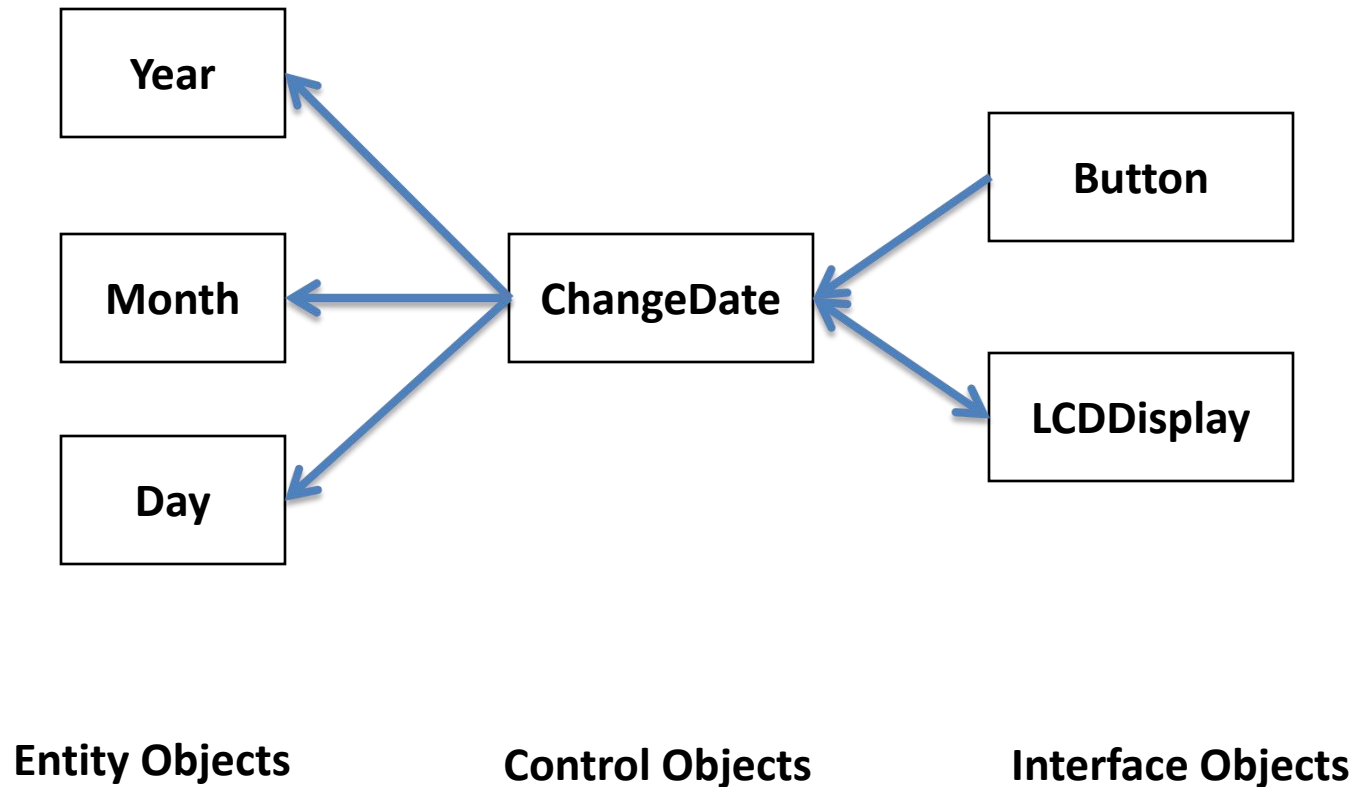 Year
Button
Month
ChangeDate
LCDDisplay
Day
Entity Objects
Control Objects
Interface Objects